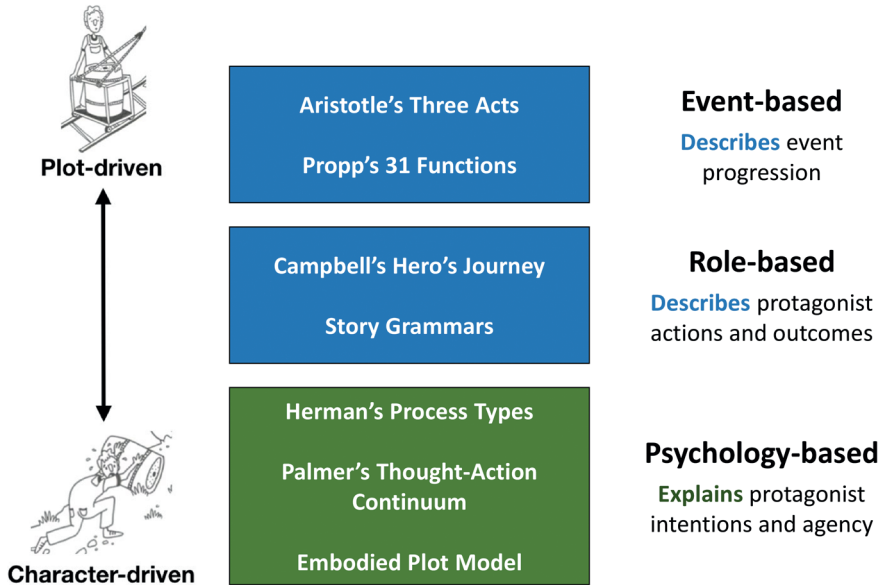 Plot-driven
Aristotle's Three Acts
Propp's 31 Functions
Event-based
Describes event
progression
Campbell's Hero's Journey
Story Grammars
Role-based
Describes protagonist
actions and outcomes
Herman's Process Types
Palmer's Thought-Action
Continuum
Embodied Plot Model
Psychology-based
Explains protagonist
intentions and agency
Character-driven